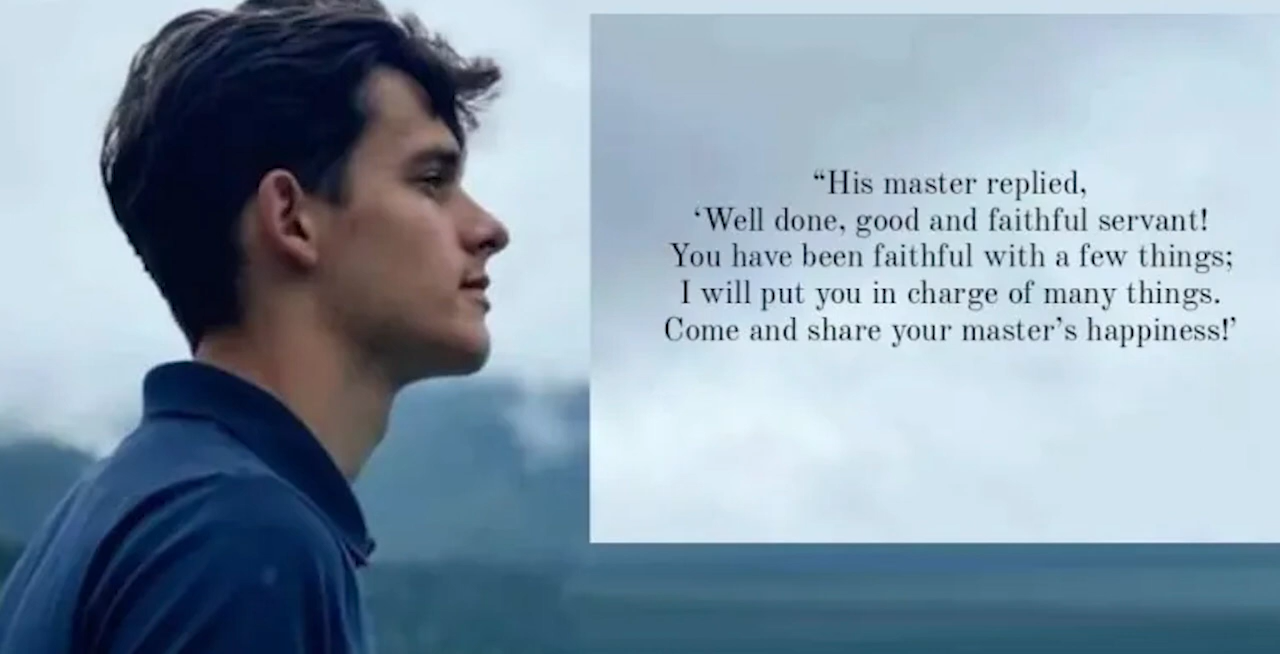 “His master replied,
‘Well done, good and faithful servant!
You have been faithful with a few things;
I will put you in charge of many things.
Come and share your master’s happiness!’